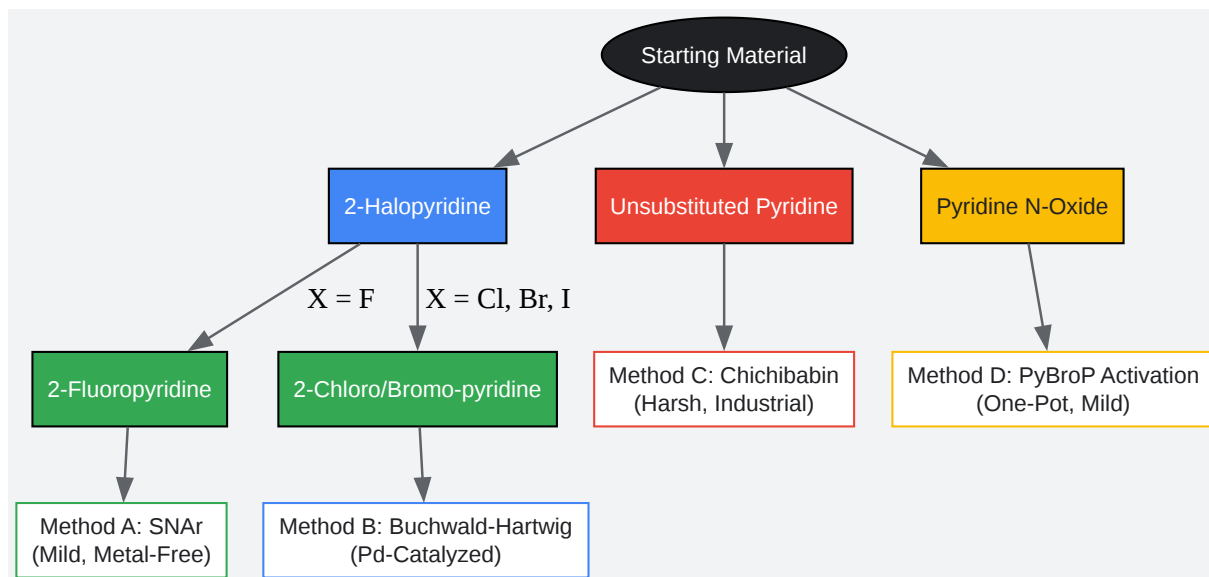 Starting Material
2-Halopyridine
Unsubstituted Pyridine
Pyridine N-Oxide
X = F
X = Cl, Br, I
2-Fluoropyridine
2-Chloro/Bromo-pyridine
Method C: Chichibabin
(Harsh, Industrial)
Method D: PyBroP Activation
(One-Pot, Mild)
Method A: SNAr
(Mild, Metal-Free)
Method B: Buchwald-Hartwig
(Pd-Catalyzed)